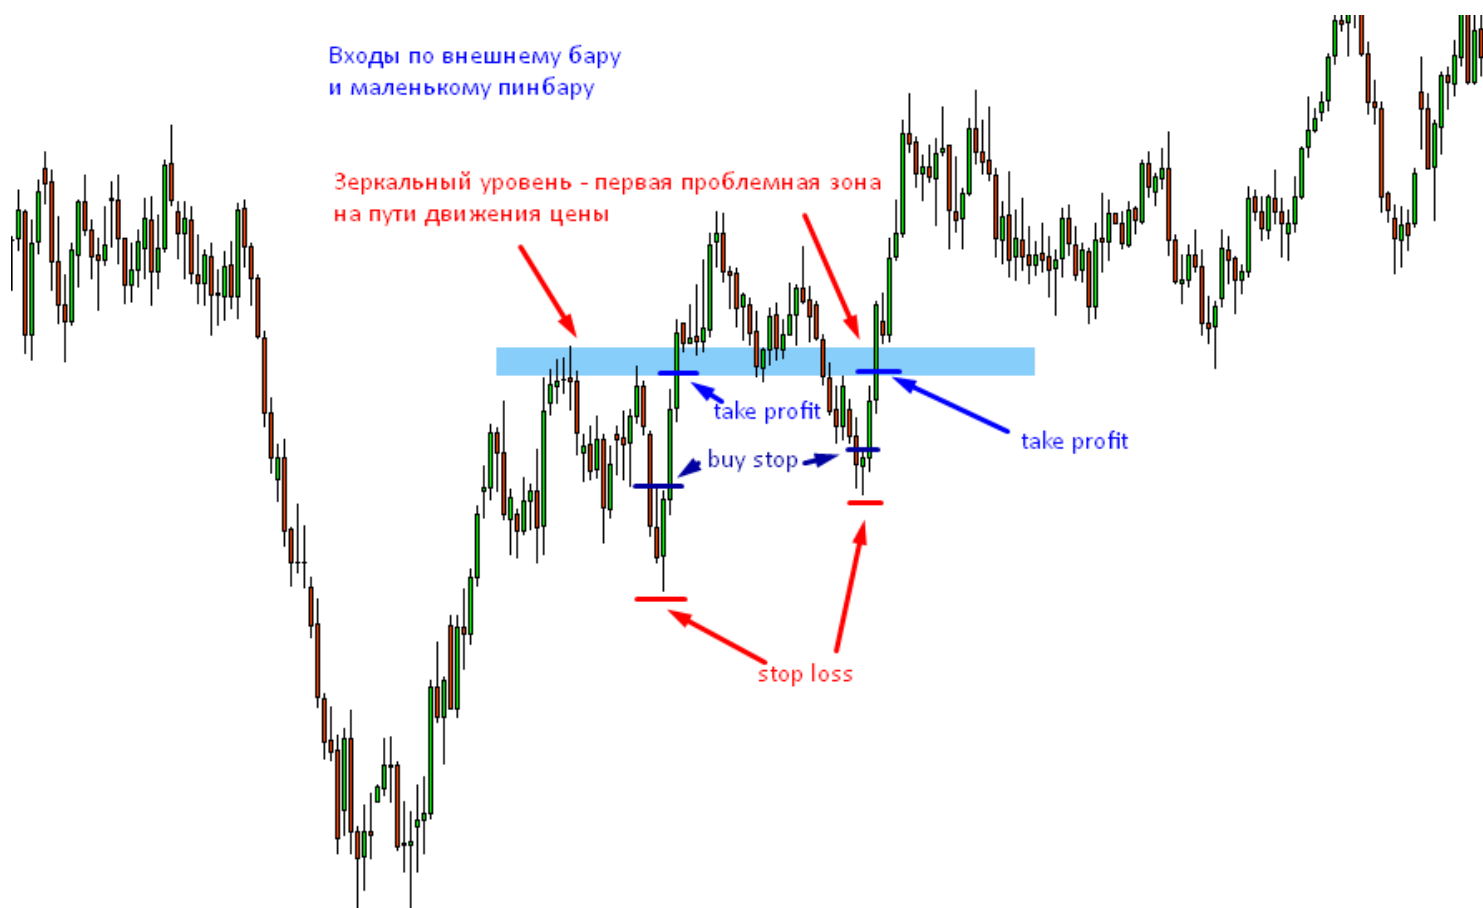 Входы по внешнему бару
и маленькому пинбару
Зеркальный уровень - первая проблемная зона
на пути движения цены
take profit
take profit
buy stop
stop loss